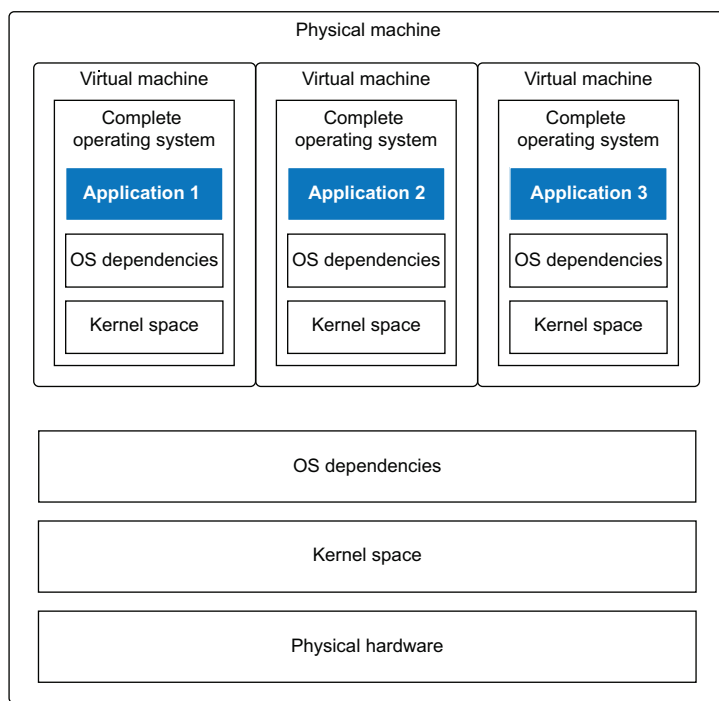 Physical machine
Virtual machine
Complete
operating system
Application 1
OS dependencies
Kernel space
Virtual machine
Complete
operating system
Application 2
OS dependencies
Kernel space
Virtual machine
Complete
operating system
Application 3
OS dependencies
Kernel space
OS dependencies
Kernel space
Physical hardware